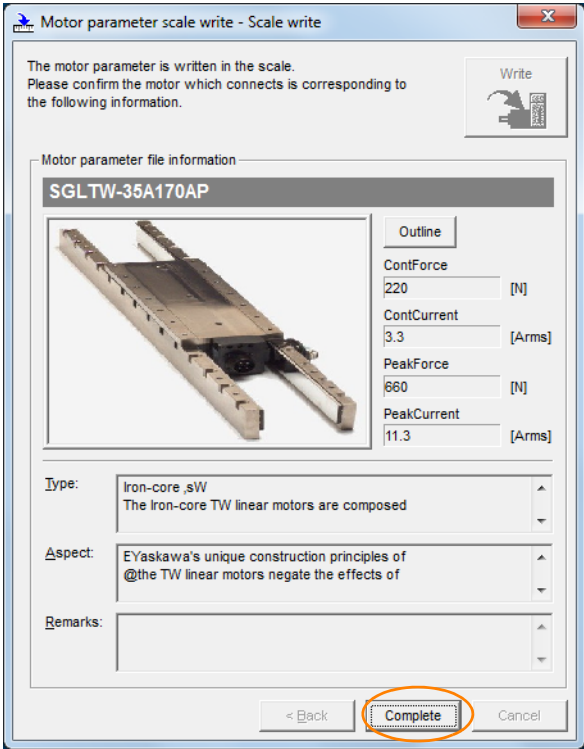 Motor parameter scale write - Scale write
The motor parameter is written in the scale.
Please confirm the motor which connects is corresponding to
the following information.
Write
Motor parameter file information
SGLTW-35A170AP
Outline
ContForce
220 [N]
ContCurrent
3.3 [Arms]
PeakForce
660 [N]
PeakCurrent
11.3 [Arms]
Type:
Iron-core ,sW
The Iron-core TW linear motors are composed
Aspect:
EYaskawa's unique construction principles of
@the TW linear motors negate the effects of
Remarks:
< Back Complete Cancel